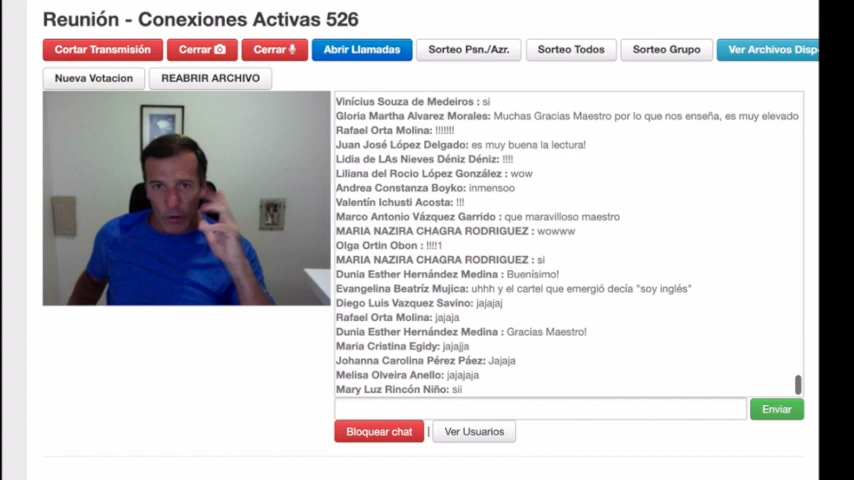 Reunión - Conexiones Activas 526
Cortar Transmisión Cerrar Cerrar Abrir Llamadas Sorteo Psn./Azr. Sorteo Todos Sorteo Grupo Ver Archivos Disp
Nueva Votacion REABRIR ARCHIVO
Vinícius Souza de Medeiros : si
Gloria Martha Alvarez Morales: Muchas Gracias Maestro por lo que nos enseña, es muy elevado
Rafael Orta Molina: !!!!!!!
Juan José López Delgado: es muy buena la lectura!
Lidia de LAs Nieves Déniz Déniz: !!!!
Liliana del Rocio López González : wow
Andrea Constanza Boyko: inmensoo
Valentín Ichusti Acosta: !!!
Marco Antonio Vázquez Garrido : que maravilloso maestro
MARIA NAZIRA CHAGRA RODRIGUEZ : wowww
Olga Ortin Obon : !!!!1
MARIA NAZIRA CHAGRA RODRIGUEZ : si
Dunia Esther Hernández Medina : Buenísimo!
Evangelina Beatríz Mujica: uhhh y el cartel que emergió decía "soy inglés"
Diego Luis Vazquez Savino: jajajaj
Rafael Orta Molina: jajaja
Dunia Esther Hernández Medina : Gracias Maestro!
Maria Cristina Egidy: jajajja
Johanna Carolina Pérez Páez: Jajaja
Melisa Olveira Anello: jajajaja
Mary Luz Rincón Niño: sii
Enviar
Bloquear chat | Ver Usuarios